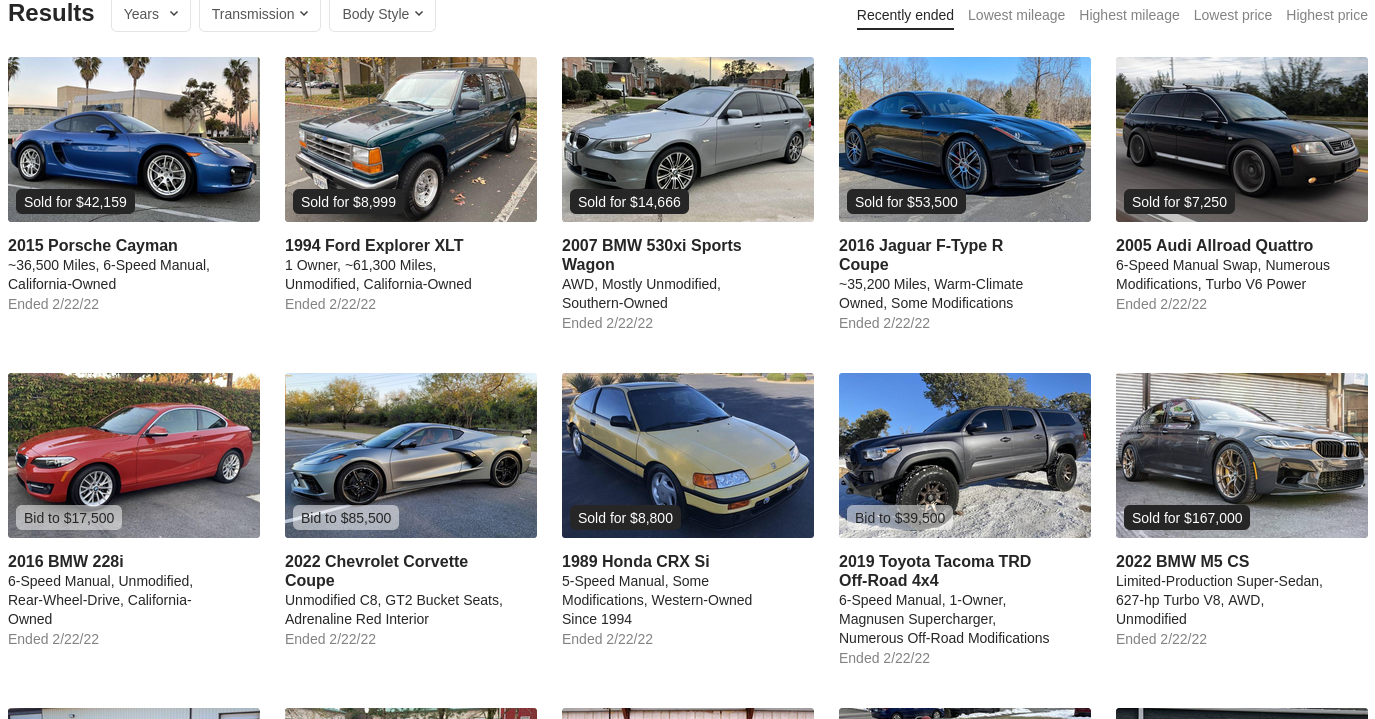 Results
Years
Transmission
Body Style
Recently ended
Lowest mileage
Highest mileage
Lowest price
Highest price
Sold for $42,159
2015 Porsche Cayman
~36,500 Miles, 6-Speed Manual,
California-Owned
Ended 2/22/22
Sold for $8,999
1994 Ford Explorer XLT
1 Owner, ~61,300 Miles,
Unmodified, California-Owned
Ended 2/22/22
Sold for $14,666
2007 BMW 530xi Sports
Wagon
AWD, Mostly Unmodified,
Southern-Owned
Ended 2/22/22
Sold for $53,500
2016 Jaguar F-Type R
Coupe
~35,200 Miles, Warm-Climate
Owned, Some Modifications
Ended 2/22/22
Sold for $7,250
2005 Audi Allroad Quattro
6-Speed Manual Swap, Numerous
Modifications, Turbo V6 Power
Ended 2/22/22
Bid to $17,500
2016 BMW 228i
6-Speed Manual, Unmodified,
Rear-Wheel-Drive, California-
Owned
Ended 2/22/22
Bid to $85,500
2022 Chevrolet Corvette
Coupe
Unmodified C8, GT2 Bucket Seats,
Adrenaline Red Interior
Ended 2/22/22
Sold for $8,800
1989 Honda CRX Si
5-Speed Manual, Some
Modifications, Western-Owned
Since 1994
Ended 2/22/22
Bid to $39,500
2019 Toyota Tacoma TRD
Off-Road 4x4
6-Speed Manual, 1-Owner,
Magnusen Supercharger,
Numerous Off-Road Modifications
Ended 2/22/22
Sold for $167,000
2022 BMW M5 CS
Limited-Production Super-Sedan,
627-hp Turbo V8, AWD,
Unmodified
Ended 2/22/22